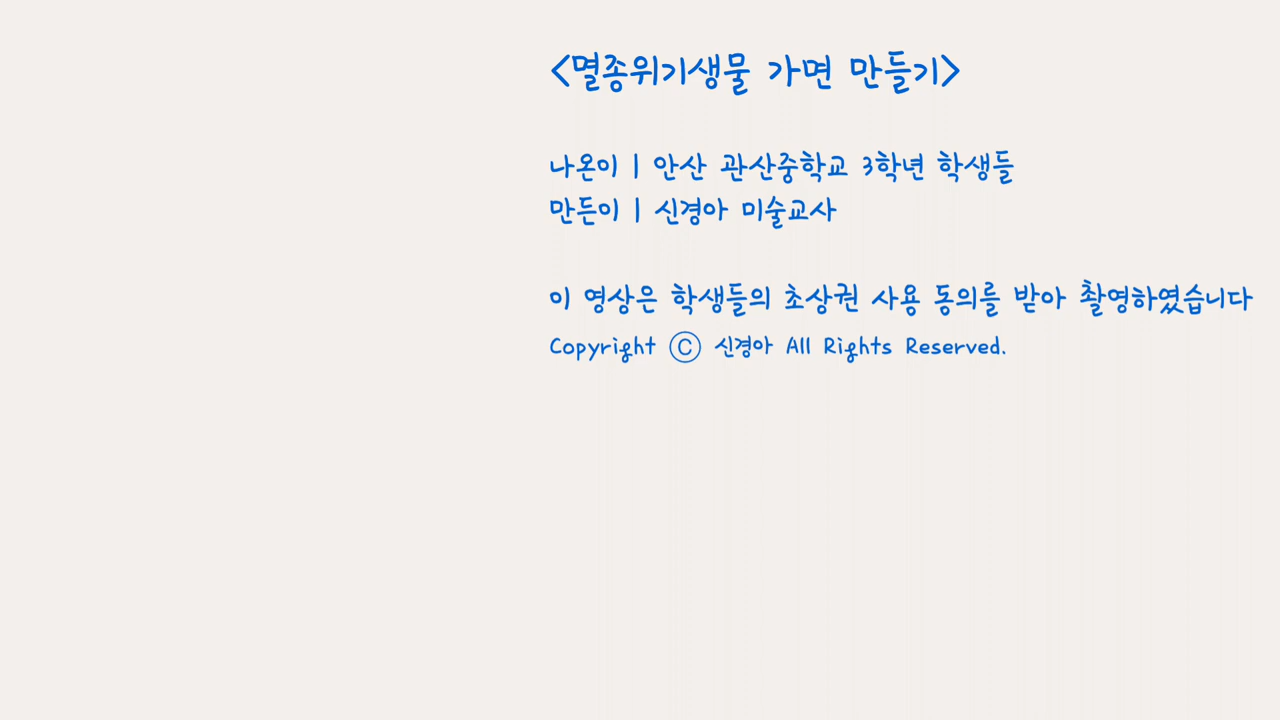 <멸종위기생물 가면 만들기>
나온이 | 안산 관산중학교 3학년 학생들
만든이 | 신경아 미술교사
이 영상은 학생들의 초상권 사용 동의를 받아 촬영하였습니다
Copyright ⓒ 신경아 All Rights Reserved.